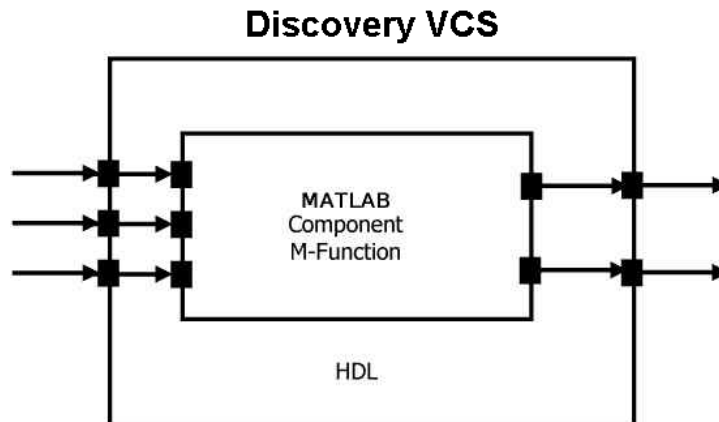 Discovery VCS
MATLAB
Component
M-Function
HDL